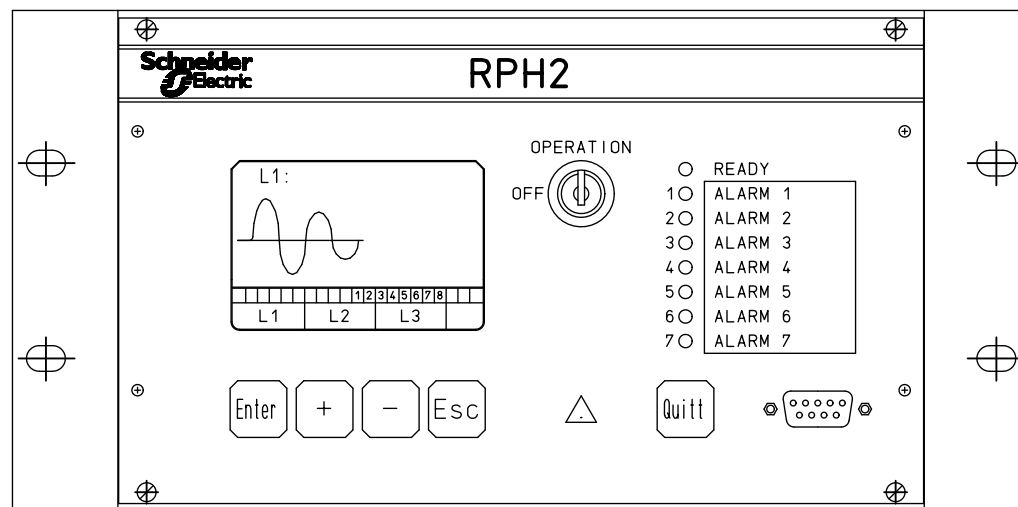 Schneider
Electric
RPH2
OPERATION
OFF
L1:
1 2 3 4 5 6 7 8
L1 L2 L3
READY
1 ALARM 1
2 ALARM 2
3 ALARM 3
4 ALARM 4
5 ALARM 5
6 ALARM 6
7 ALARM 7
Enter + - Esc Quitt